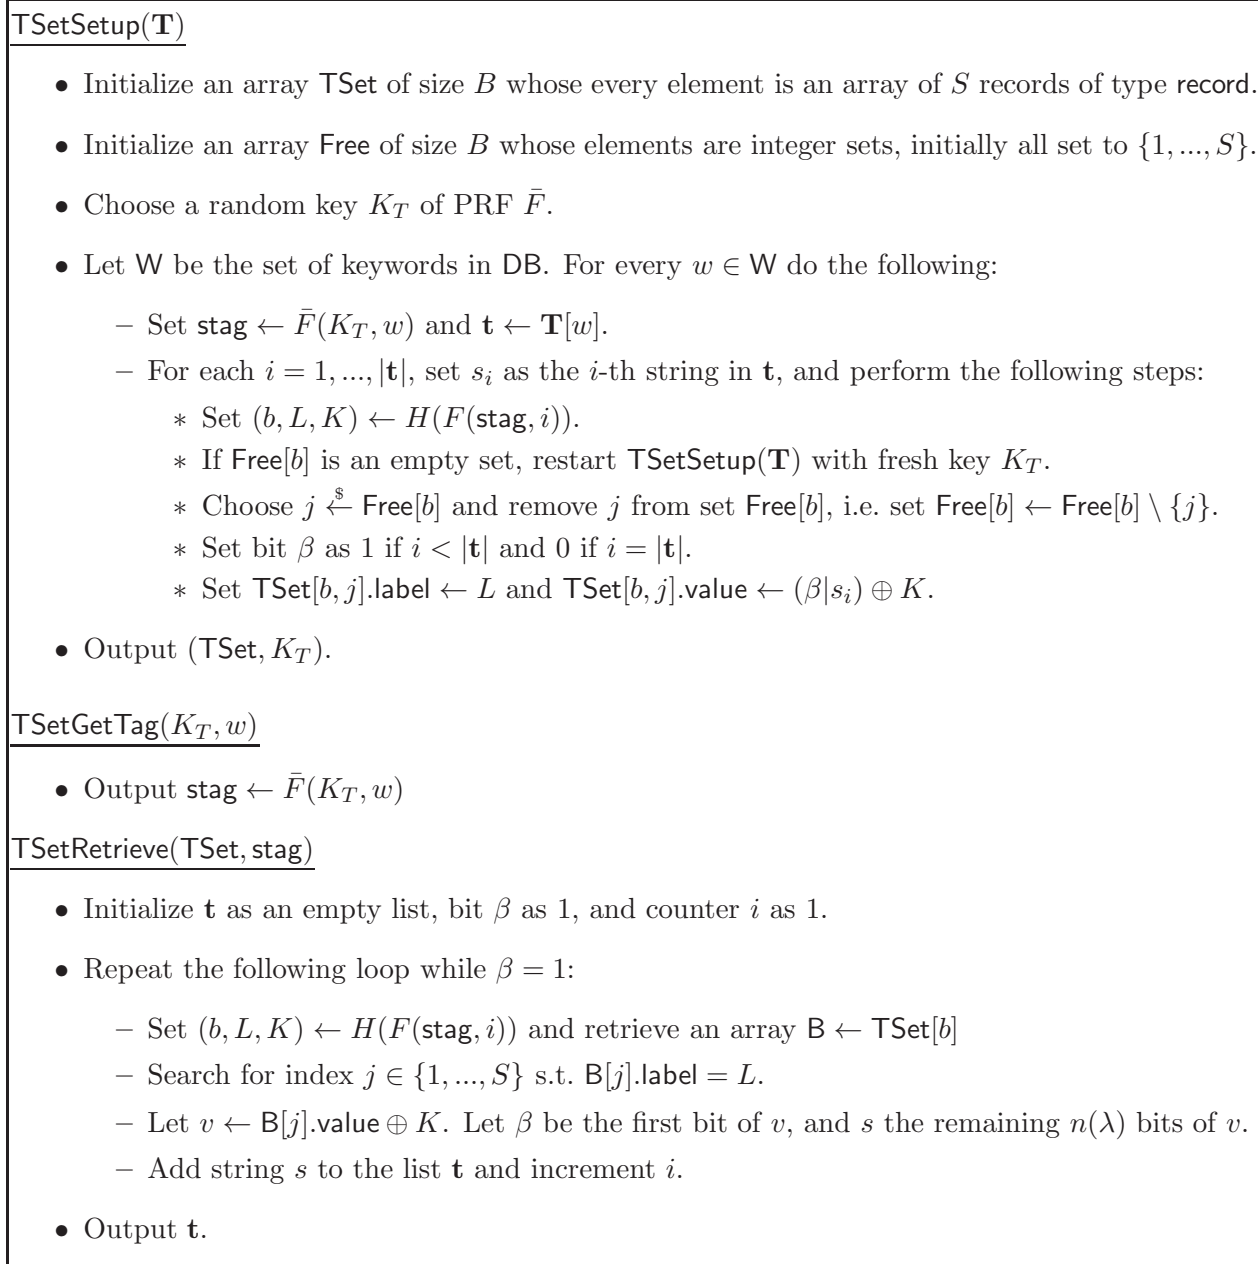 TSetSetup(T)
• Initialize an array TSet of size B whose every element is an array of S records of type record.
• Initialize an array Free of size B whose elements are integer sets, initially all set to {1, ..., S}.
• Choose a random key K_T of PRF F̄.
• Let W be the set of keywords in DB. For every w ∈ W do the following:
– Set stag ← F̄(K_T, w) and t ← T[w].
– For each i = 1, ..., |t|, set s_i as the i-th string in t, and perform the following steps:
∗ Set (b, L, K) ← H(F(stag, i)).
∗ If Free[b] is an empty set, restart TSetSetup(T) with fresh key K_T.
∗ Choose j ←$ Free[b] and remove j from set Free[b], i.e. set Free[b] ← Free[b] \ {j}.
∗ Set bit β as 1 if i < |t| and 0 if i = |t|.
∗ Set TSet[b, j].label ← L and TSet[b, j].value ← (β|s_i) ⊕ K.
• Output (TSet, K_T).
TSetGetTag(K_T, w)
• Output stag ← F̄(K_T, w)
TSetRetrieve(TSet, stag)
• Initialize t as an empty list, bit β as 1, and counter i as 1.
• Repeat the following loop while β = 1:
– Set (b, L, K) ← H(F(stag, i)) and retrieve an array B ← TSet[b]
– Search for index j ∈ {1, ..., S} s.t. B[j].label = L.
– Let v ← B[j].value ⊕ K. Let β be the first bit of v, and s the remaining n(λ) bits of v.
– Add string s to the list t and increment i.
• Output t.